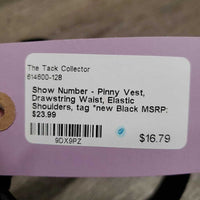 The Tack Collector
614600-128
Show Number - Pinny Vest,
Drawstring Waist, Elastic
Shoulders, tag *new Black MSRP:
$23.99
$16.79
9DX9PZ